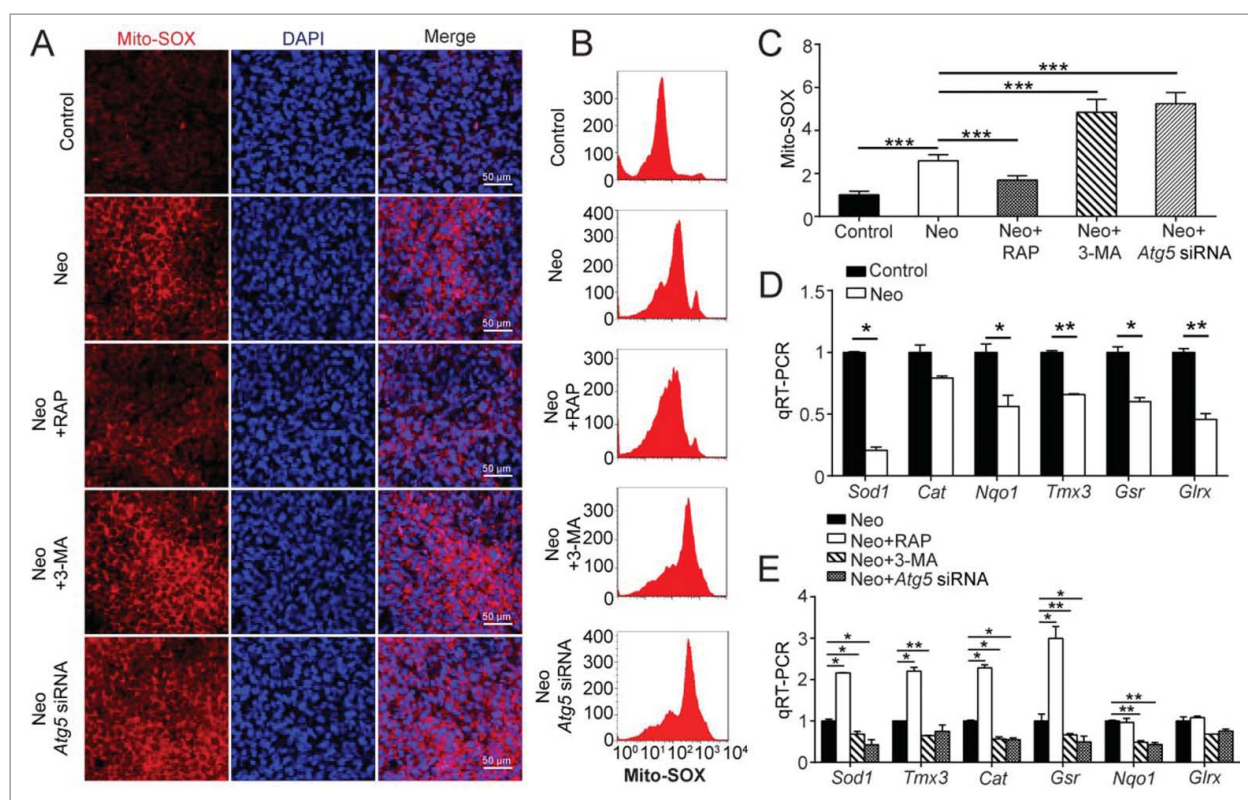 A
Mito-SOX
DAPI
Merge
Control
50 µm
Neo
50 µm
Neo
+RAP
50 µm
Neo
+3-MA
50 µm
Neo
Atg5 siRNA
50 µm
B
Control
300
200
100
0
Neo
400
300
200
100
0
Neo
+RAP
300
200
100
0
Neo
+3-MA
300
200
100
0
Neo
Atg5 siRNA
400
300
200
100
0
10⁰ 10¹ 10² 10³ 10⁴
Mito-SOX
C
Mito-SOX
8
6
4
2
0
***
***
***
***
Control
Neo
Neo+
RAP
Neo+
3-MA
Neo+
Atg5 siRNA
D
Control
Neo
qRT-PCR
1.5
1
0.5
0
* * ** * **
Sod1 Cat Nqo1 Tmx3 Gsr Glrx
E
Neo
Neo+RAP
Neo+3-MA
Neo+Atg5 siRNA
qRT-PCR
4
3
2
1
0
*
*
*
**
*
*
*
*
*
**
*
**
**
Sod1 Tmx3 Cat Gsr Nqo1 Glrx